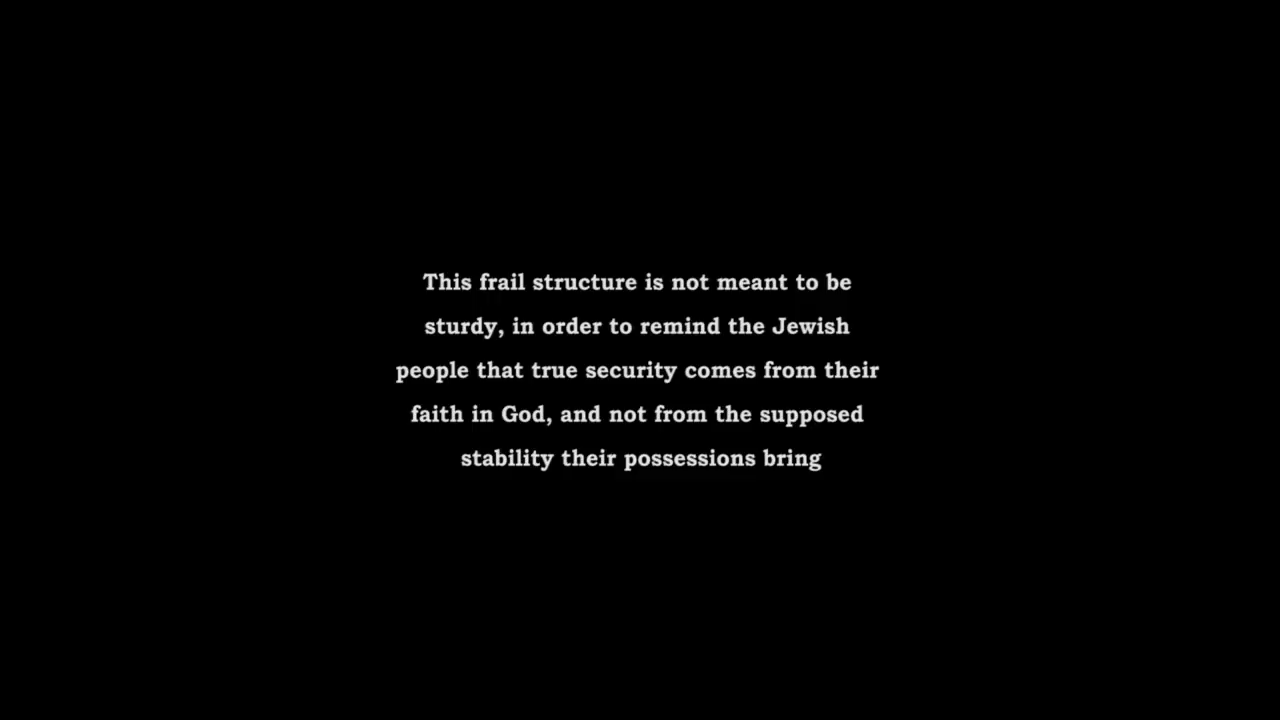 This frail structure is not meant to be
sturdy, in order to remind the Jewish
people that true security comes from their
faith in God, and not from the supposed
stability their possessions bring